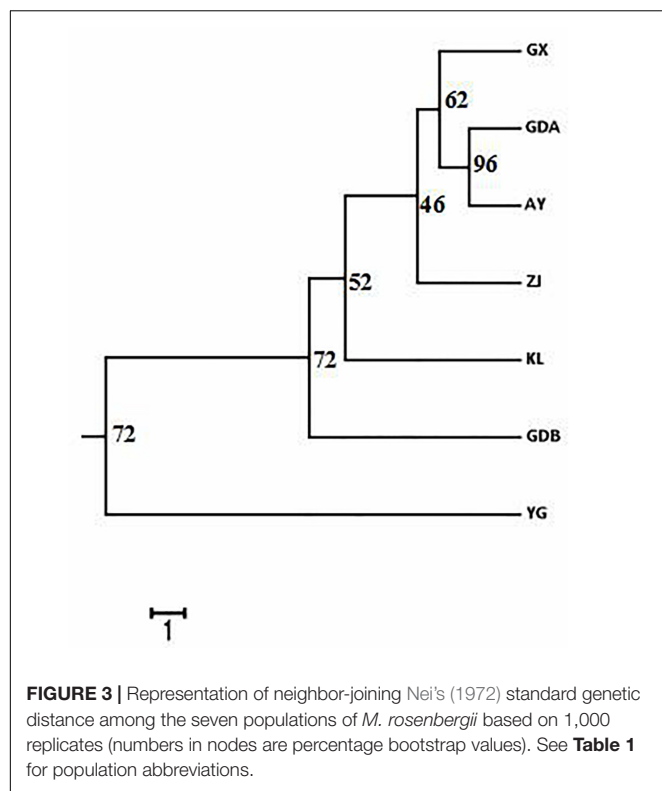 GX
62
GDA
96
AY
46
ZJ
52
KL
72
GDB
72
YG
1
FIGURE 3 | Representation of neighbor-joining Nei's (1972) standard genetic
distance among the seven populations of M. rosenbergii based on 1,000
replicates (numbers in nodes are percentage bootstrap values). See Table 1
for population abbreviations.